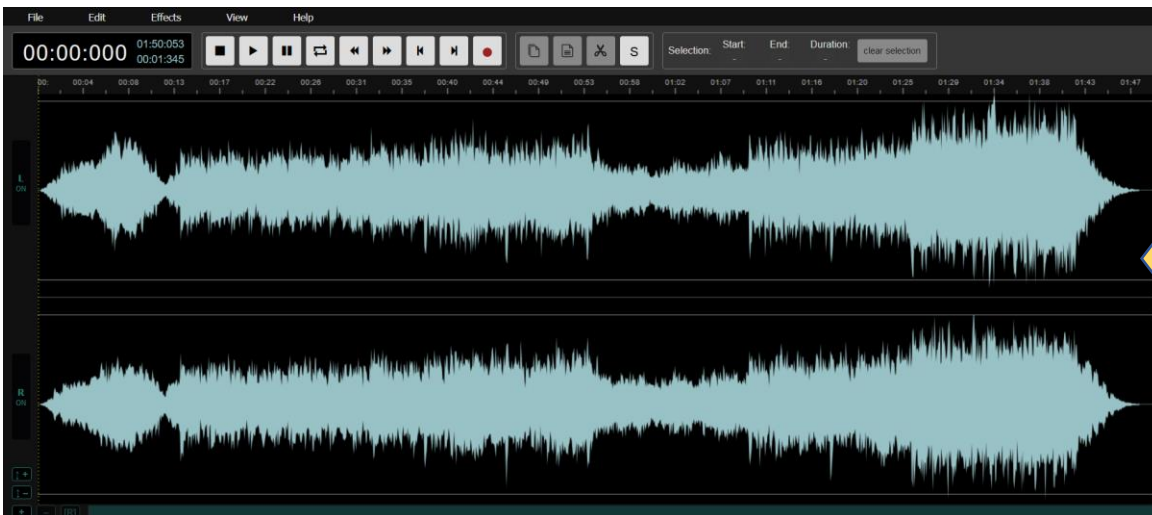 File Edit Effects View Help
00:00:000
01:50:053
00:01:345
S
Selection: Start: End: Duration: clear selection
- - -
00: 00:04 00:08 00:13 00:17 00:22 00:26 00:31 00:35 00:40 00:44 00:49 00:53 00:58 01:02 01:07 01:11 01:16 01:20 01:25 01:29 01:34 01:38 01:43 01:47
L
ON
R
ON